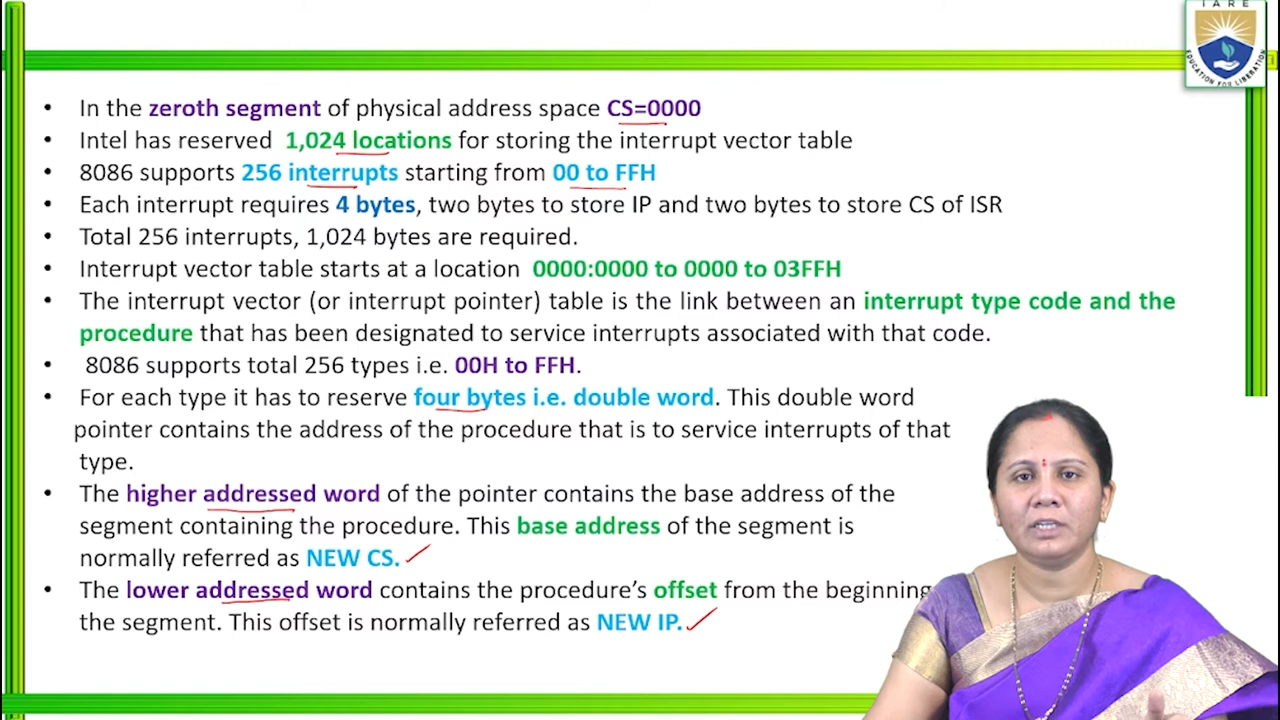 IARE
EDUCATION FOR LIBERATION
• In the zeroth segment of physical address space CS=0000
• Intel has reserved 1,024 locations for storing the interrupt vector table
• 8086 supports 256 interrupts starting from 00 to FFH
• Each interrupt requires 4 bytes, two bytes to store IP and two bytes to store CS of ISR
• Total 256 interrupts, 1,024 bytes are required.
• Interrupt vector table starts at a location 0000:0000 to 0000 to 03FFH
• The interrupt vector (or interrupt pointer) table is the link between an interrupt type code and the
procedure that has been designated to service interrupts associated with that code.
• 8086 supports total 256 types i.e. 00H to FFH.
• For each type it has to reserve four bytes i.e. double word. This double word
pointer contains the address of the procedure that is to service interrupts of that
type.
• The higher addressed word of the pointer contains the base address of the
segment containing the procedure. This base address of the segment is
normally referred as NEW CS.
• The lower addressed word contains the procedure's offset from the beginning
the segment. This offset is normally referred as NEW IP.